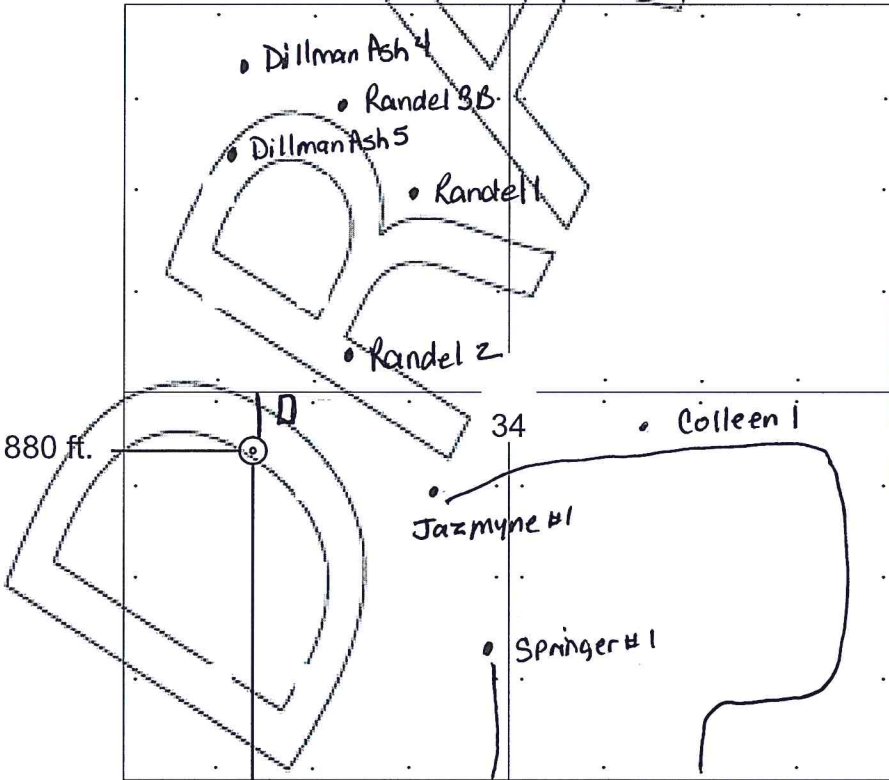 Dillman Ash 4
Randel 3B
Dillman Ash 5
Randel 1
Randel 2
D
34
Colleen 1
880 ft.
Jazmyne #1
Springer #1
DR